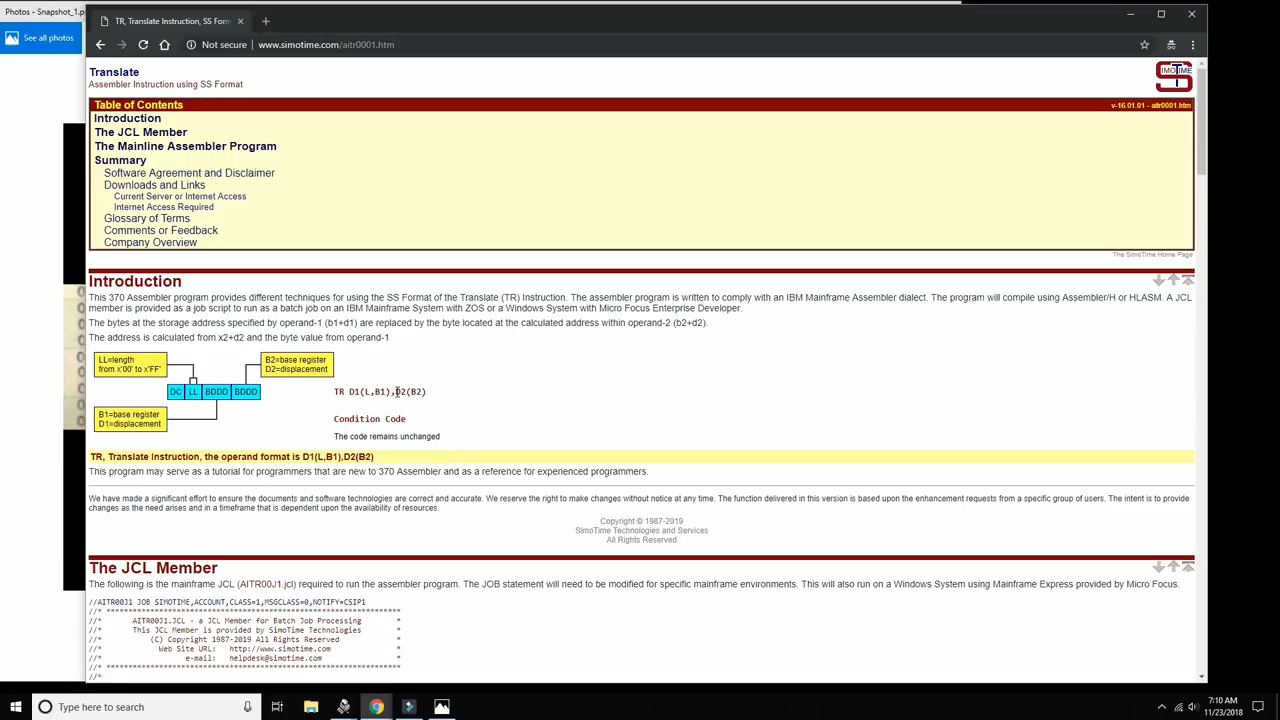 Photos - Snapshot_1.p
See all photos
TR, Translate Instruction, SS Fom
Not secure | www.simotime.com/aitr0001.htm
Translate
Assembler Instruction using SS Format
SIMOTIME
Table of Contents
v-16.01.01 - aitr0001.htm
Introduction
The JCL Member
The Mainline Assembler Program
Summary
Software Agreement and Disclaimer
Downloads and Links
Current Server or Internet Access
Internet Access Required
Glossary of Terms
Comments or Feedback
Company Overview
The SimoTime Home Page
Introduction
This 370 Assembler program provides different techniques for using the SS Format of the Translate (TR) Instruction. The assembler program is written to comply with an IBM Mainframe Assembler dialect. The program will compile using Assembler/H or HLASM. A JCL
member is provided as a job script to run as a batch job on an IBM Mainframe System with ZOS or a Windows System with Micro Focus Enterprise Developer.
The bytes at the storage address specified by operand-1 (b1+d1) are replaced by the byte located at the calculated address within operand-2 (b2+d2).
The address is calculated from x2+d2 and the byte value from operand-1
LL=length
from x'00' to x'FF'
B2=base register
D2=displacement
DC LL BDDD BDDD
TR D1(L,B1),D2(B2)
B1=base register
D1=displacement
Condition Code
The code remains unchanged
TR, Translate Instruction, the operand format is D1(L,B1),D2(B2)
This program may serve as a tutorial for programmers that are new to 370 Assembler and as a reference for experienced programmers.
We have made a significant effort to ensure the documents and software technologies are correct and accurate. We reserve the right to make changes without notice at any time. The function delivered in this version is based upon the enhancement requests from a specific group of users. The intent is to provide
changes as the need arises and in a timeframe that is dependent upon the availability of resources.
Copyright © 1987-2019
SimoTime Technologies and Services
All Rights Reserved
The JCL Member
The following is the mainframe JCL (AITR00J1.jcl) required to run the assembler program. The JOB statement will need to be modified for specific mainframe environments. This will also run on a Windows System using Mainframe Express provided by Micro Focus.
//AITR00J1 JOB SIMOTIME,ACCOUNT,CLASS=1,MSGCLASS=0,NOTIFY=CSIP1
//* *******************************************************************
//* AITR00J1.JCL - a JCL Member for Batch Job Processing *
//* This JCL Member is provided by SimoTime Technologies *
//* (C) Copyright 1987-2019 All Rights Reserved *
//* Web Site URL: http://www.simotime.com *
//* e-mail: helpdesk@simotime.com *
//* *******************************************************************
//*
Type here to search
7:10 AM
11/23/2018